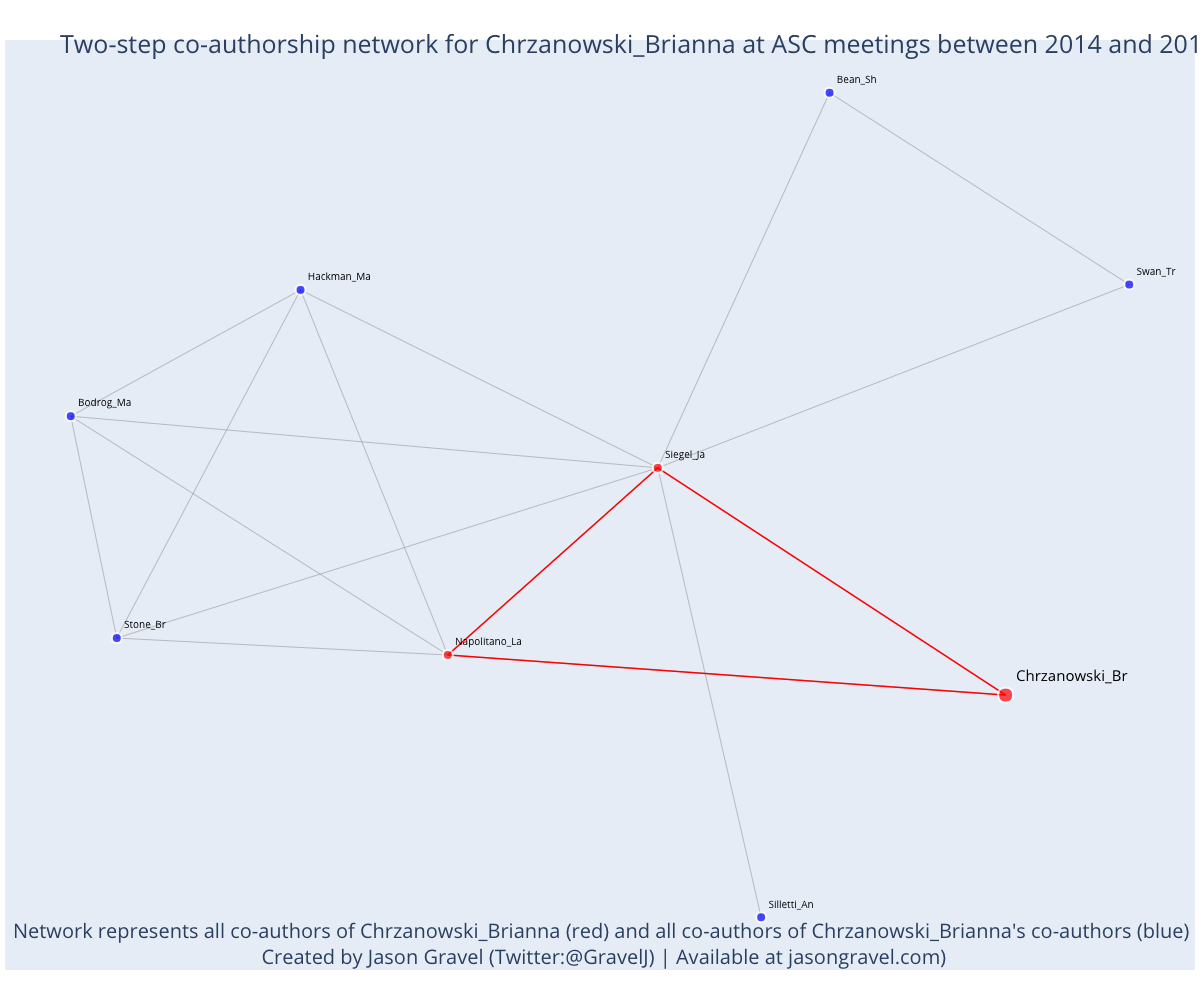 Two-step co-authorship network for Chrzanowski_Brianna at ASC meetings between 2014 and 201
Bean_Sh
Swan_Tr
Hackman_Ma
Bodrog_Ma
Siegel_Ja
Stone_Br
Napolitano_La
Chrzanowski_Br
Silletti_An
Network represents all co-authors of Chrzanowski_Brianna (red) and all co-authors of Chrzanowski_Brianna's co-authors (blue)
Created by Jason Gravel (Twitter:@GravelJ) | Available at jasongravel.com)